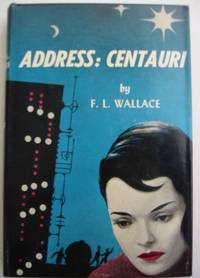 ADDRESS: CENTAURI
by
F. L. WALLACE